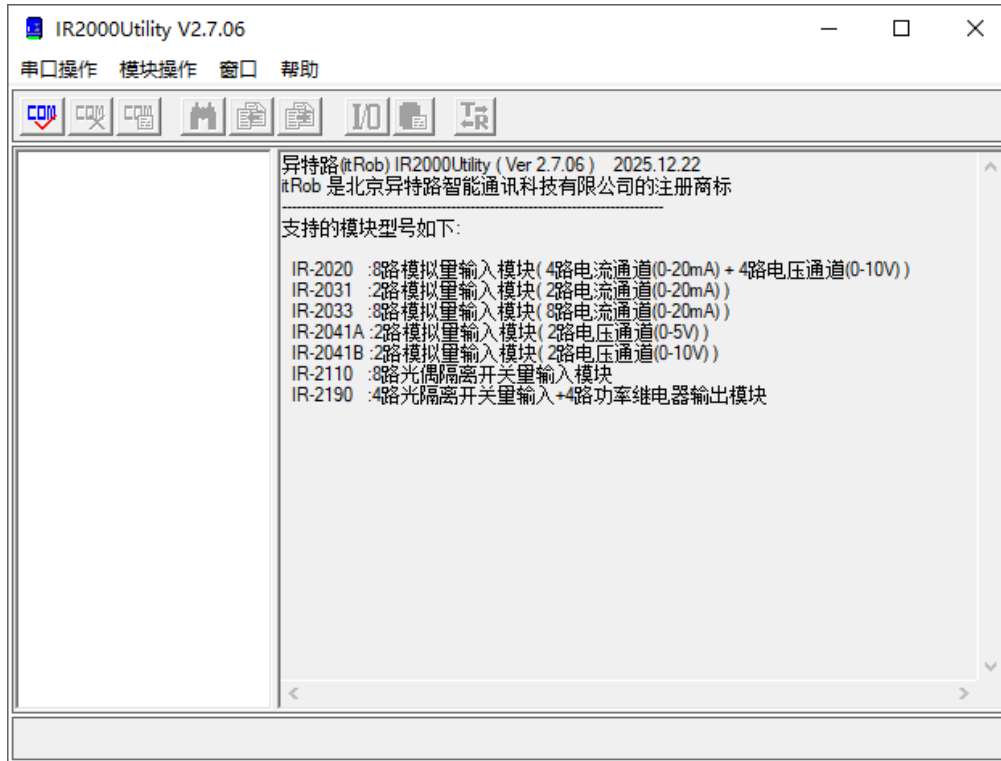 IR2000Utility V2.7.06
串口操作 模块操作 窗口 帮助
COM COM COM I/O T R
异特路(itRob) IR2000Utility ( Ver 2.7.06 ) 2025.12.22
itRob 是北京异特路智能通讯科技有限公司的注册商标
--------------------------------------------------------------------------------
支持的模块型号如下:
IR-2020 :8路模拟量输入模块( 4路电流通道(0-20mA) + 4路电压通道(0-10V) )
IR-2031 :2路模拟量输入模块( 2路电流通道(0-20mA) )
IR-2033 :8路模拟量输入模块( 8路电流通道(0-20mA) )
IR-2041A :2路模拟量输入模块( 2路电压通道(0-5V) )
IR-2041B :2路模拟量输入模块( 2路电压通道(0-10V) )
IR-2110 :8路光偶隔离开关量输入模块
IR-2190 :4路光隔离开关量输入+4路功率继电器输出模块